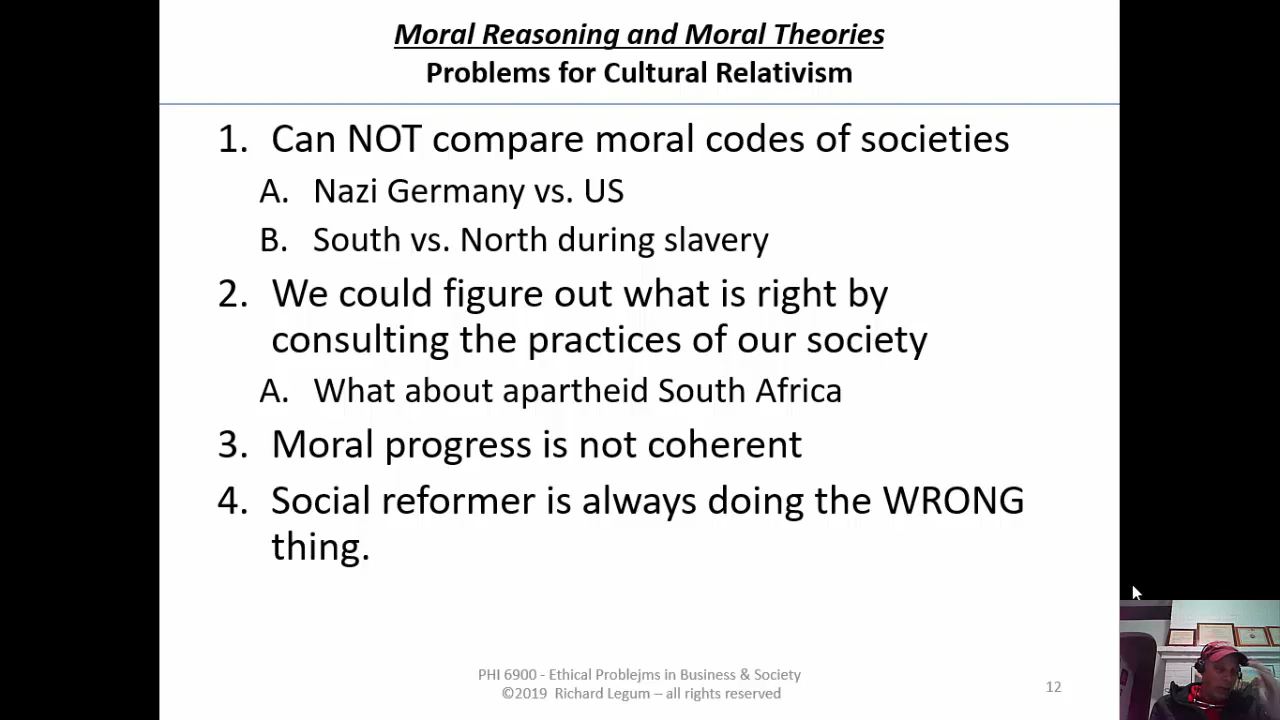 Moral Reasoning and Moral Theories
Problems for Cultural Relativism
1. Can NOT compare moral codes of societies
A. Nazi Germany vs. US
B. South vs. North during slavery
2. We could figure out what is right by
consulting the practices of our society
A. What about apartheid South Africa
3. Moral progress is not coherent
4. Social reformer is always doing the WRONG
thing.
PHI 6900 - Ethical Problejms in Business & Society
©2019 Richard Legum – all rights reserved
12